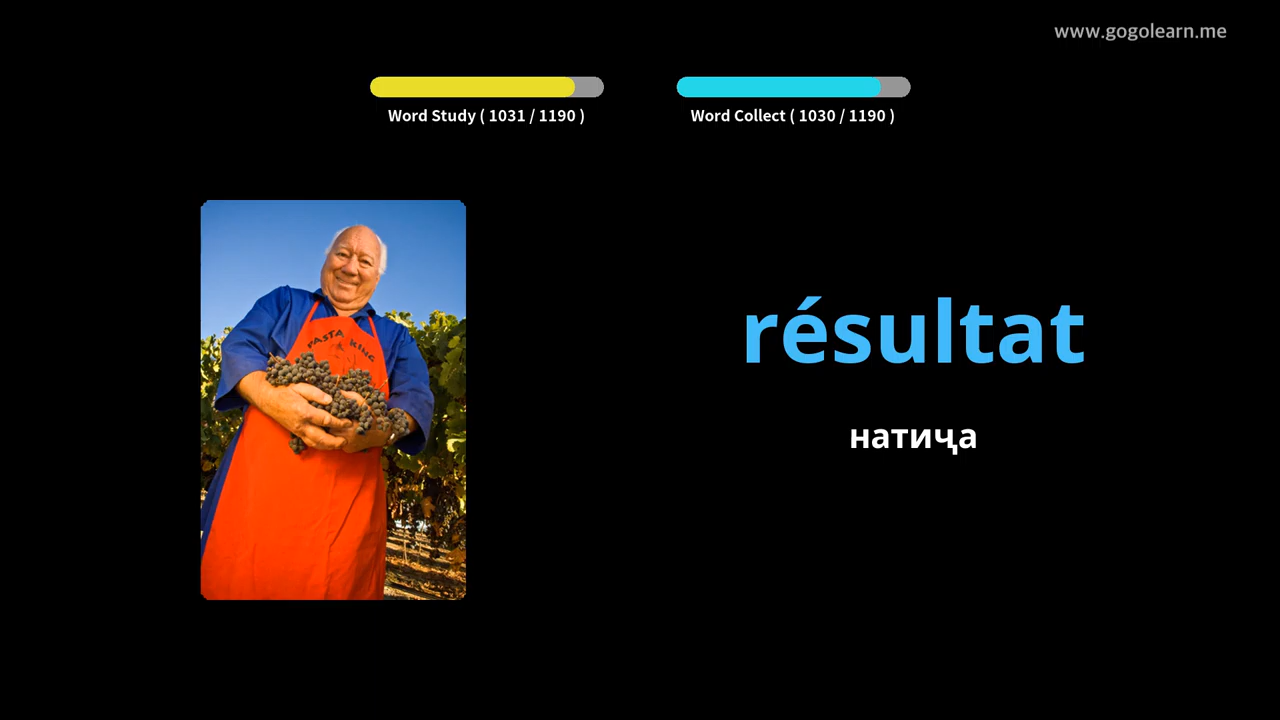 www.gogolearn.me
Word Study ( 1031 / 1190 )
Word Collect ( 1030 / 1190 )
PASTA KING
résultat
натиҷа